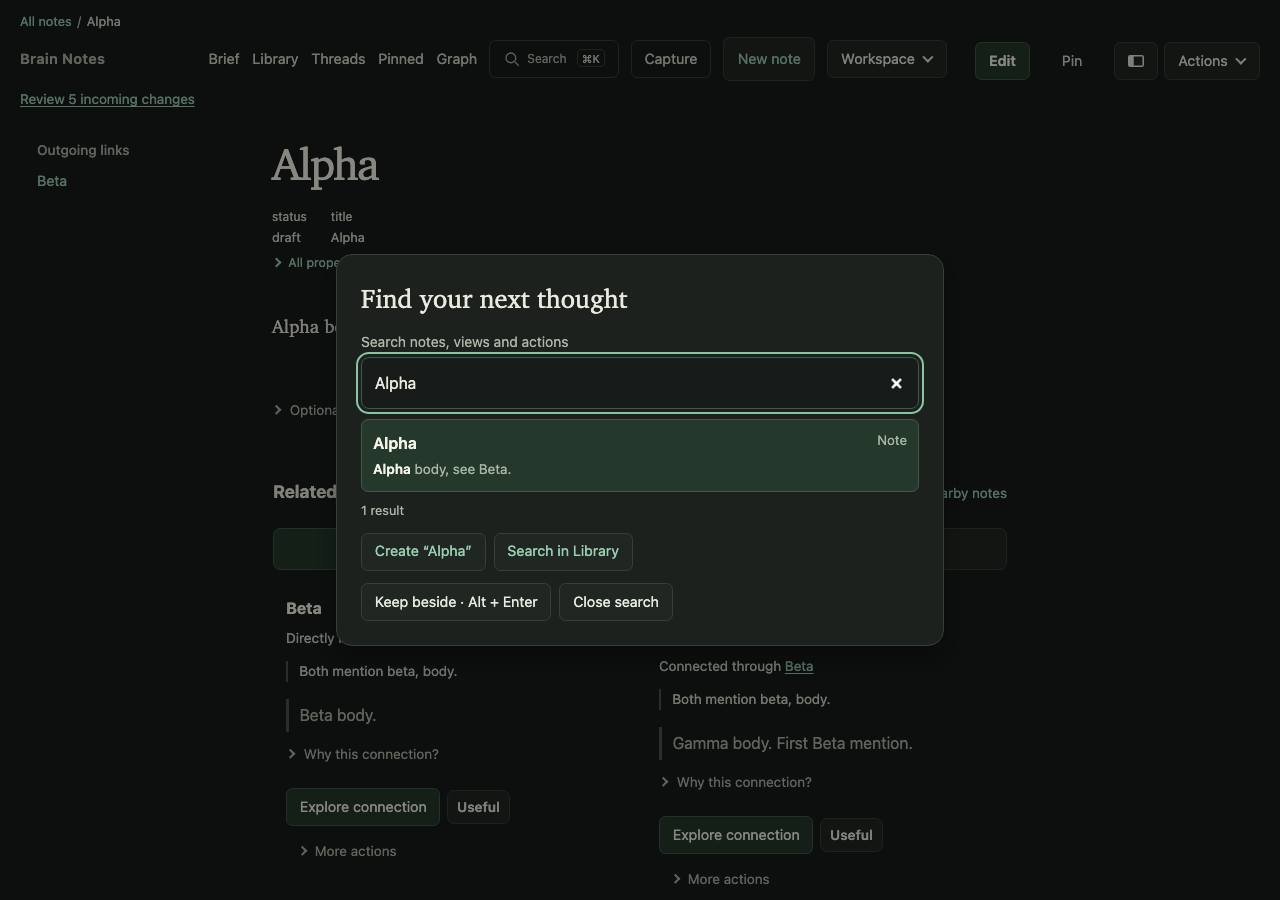 All notes / Alpha
Brain Notes
Brief Library Threads Pinned Graph
Search ⌘K
Capture
New note
Workspace
Edit
Pin
Actions
Review 5 incoming changes
Outgoing links
Beta
Alpha
status title
draft Alpha
All prope
Alpha b
Optiona
Related
arby notes
Find your next thought
Search notes, views and actions
Alpha
Alpha Note
Alpha body, see Beta.
1 result
Create “Alpha” Search in Library
Keep beside · Alt + Enter Close search
Beta
Directly
Both mention beta, body.
Beta body.
Why this connection?
Explore connection Useful
More actions
Connected through Beta
Both mention beta, body.
Gamma body. First Beta mention.
Why this connection?
Explore connection Useful
More actions